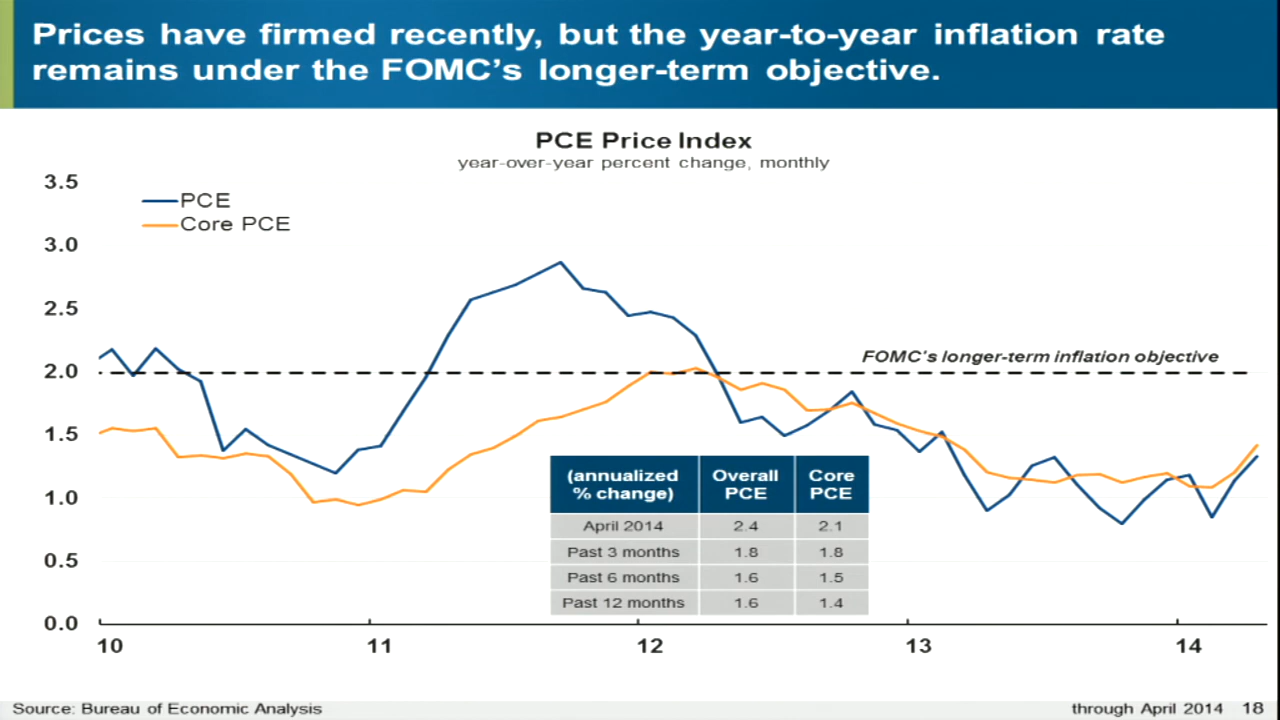 Prices have firmed recently, but the year-to-year inflation rate
remains under the FOMC's longer-term objective.
PCE Price Index
year-over-year percent change, monthly
3.5
PCE
Core PCE
3.0
2.5
FOMC's longer-term inflation objective
2.0
1.5
(annualized % change) Overall PCE Core PCE
1.0
April 2014 2.4 2.1
Past 3 months 1.8 1.8
0.5
Past 6 months 1.6 1.5
Past 12 months 1.6 1.4
0.0
10 11 12 13 14
Source: Bureau of Economic Analysis
through April 2014 18